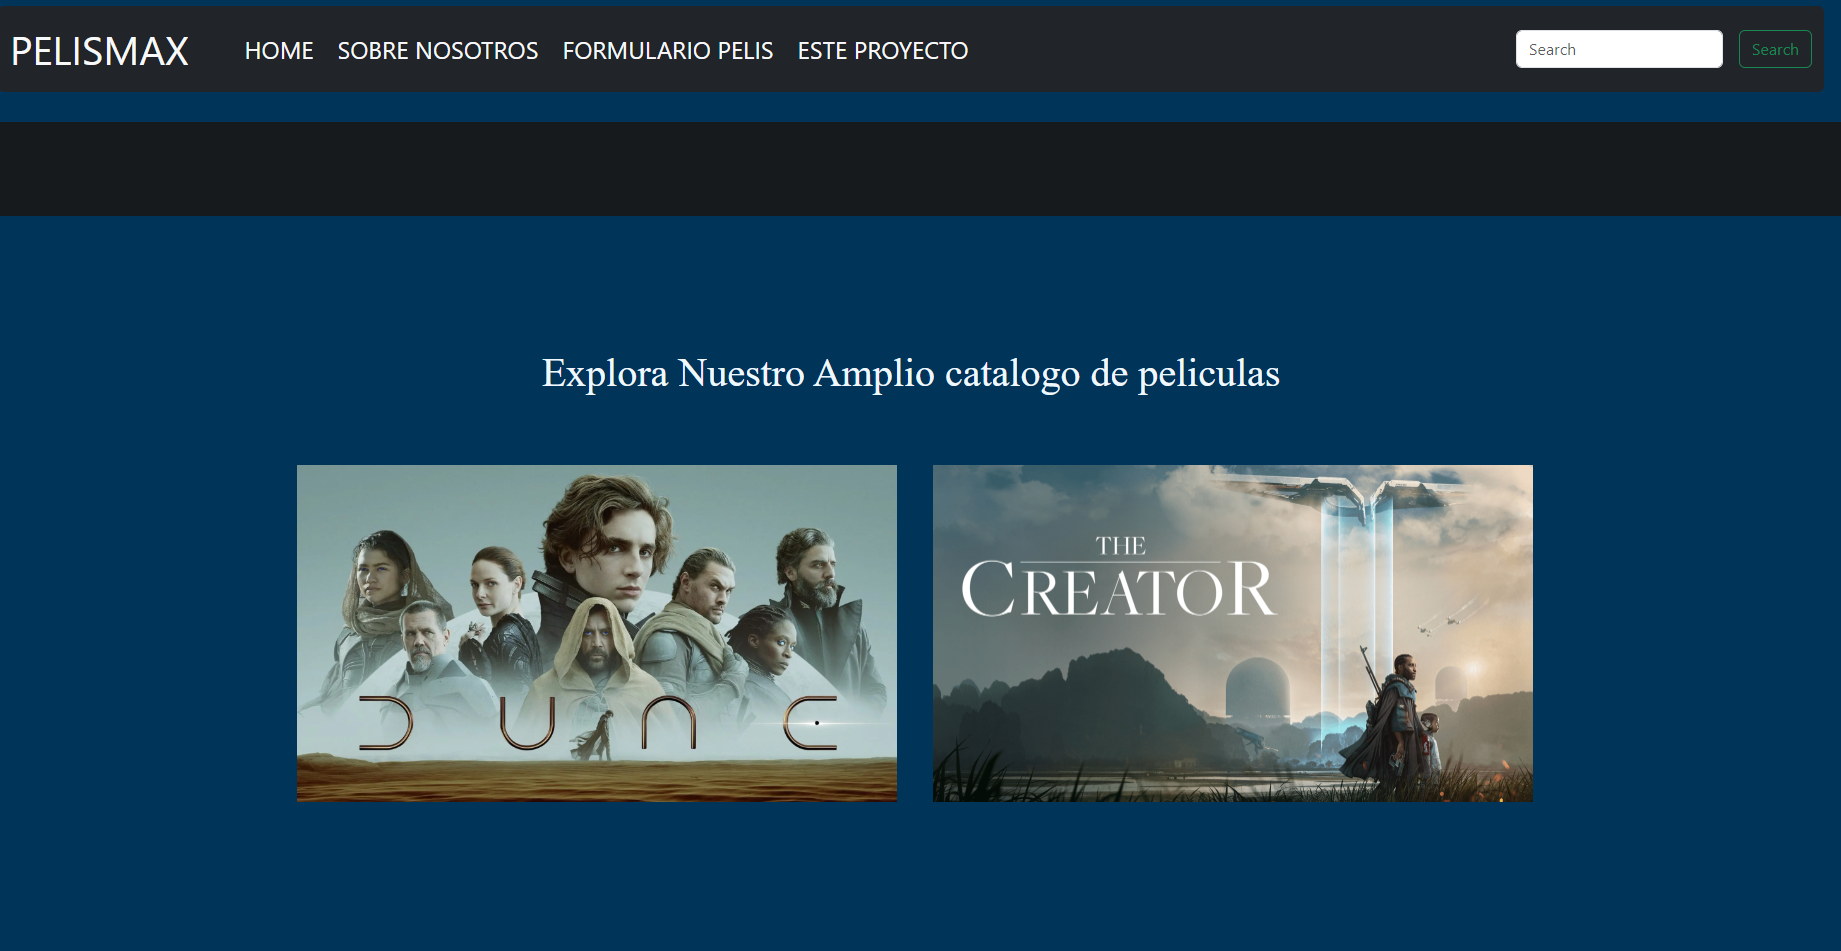 PELISMAX
HOME SOBRE NOSOTROS FORMULARIO PELIS ESTE PROYECTO
Search Search
Explora Nuestro Amplio catalogo de peliculas
DUNE
THE
CREATOR